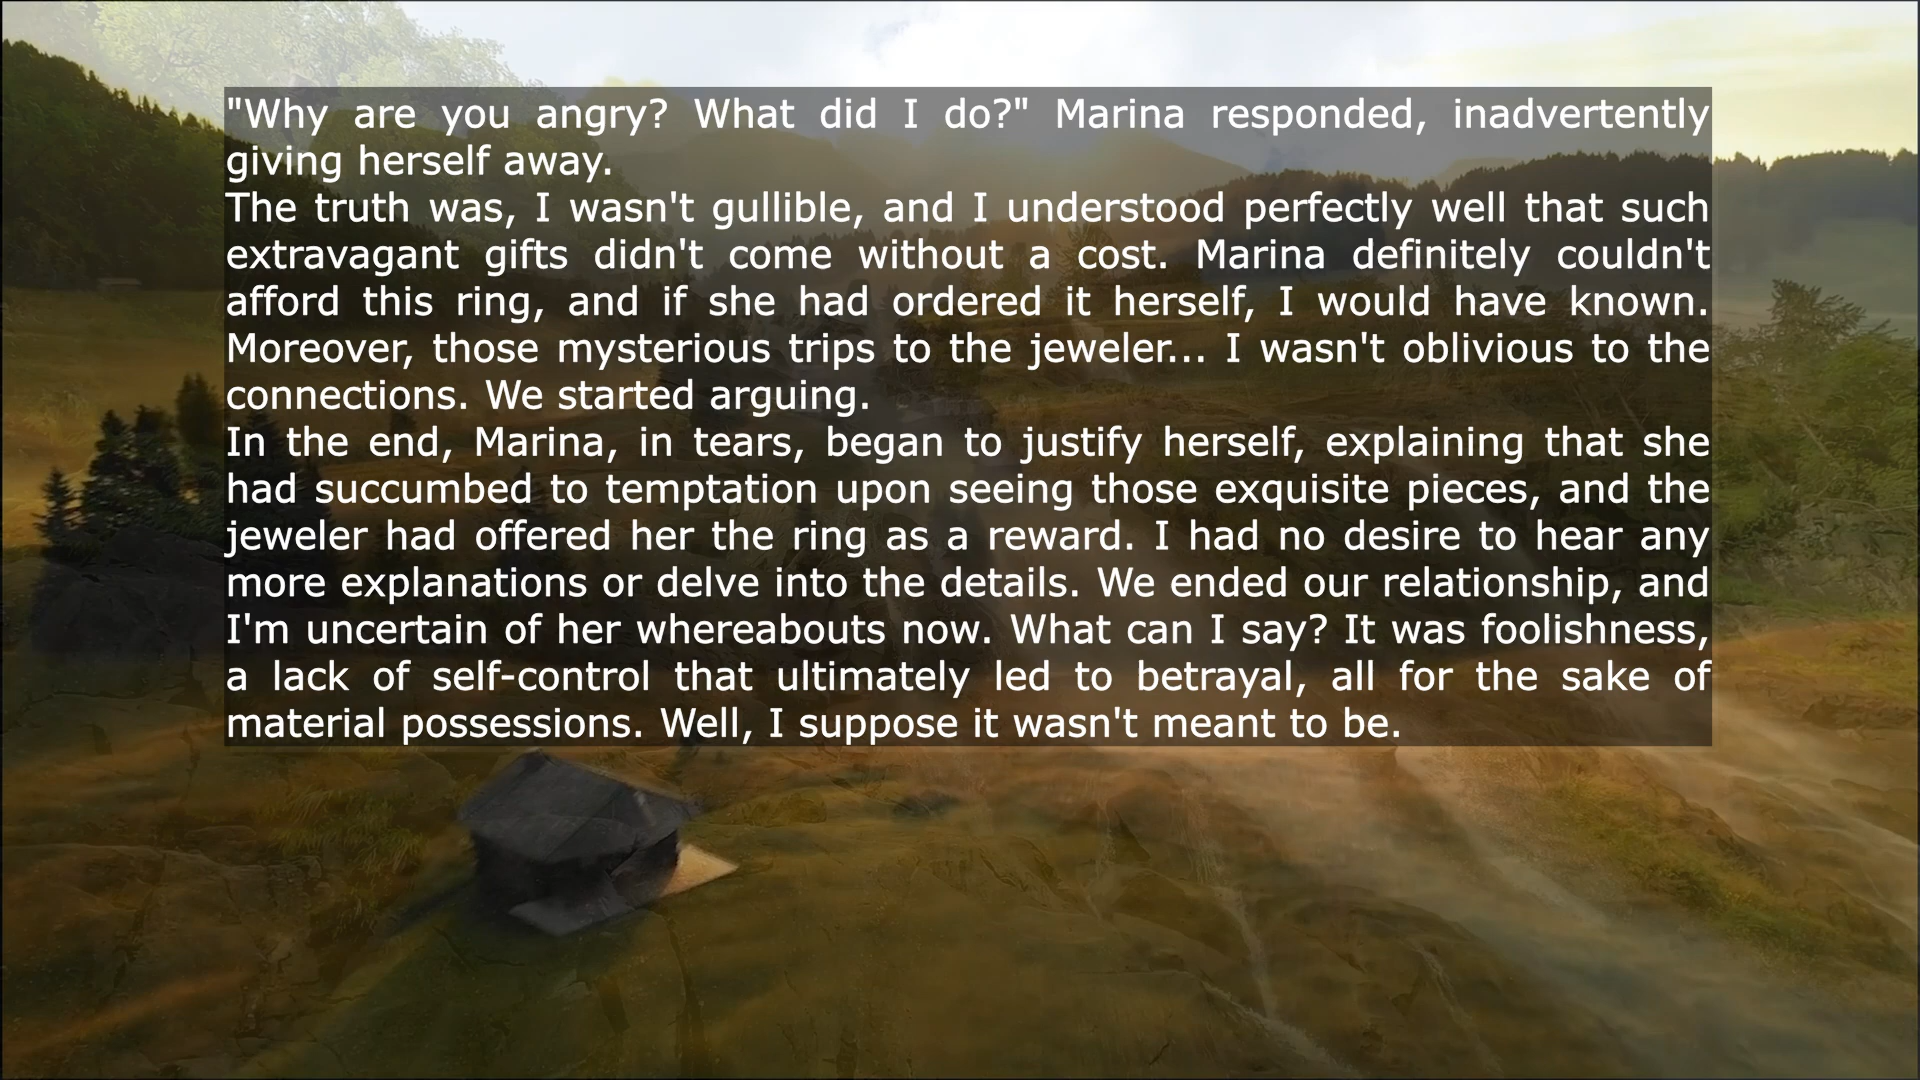 "Why are you angry? What did I do?" Marina responded, inadvertently
giving herself away.
The truth was, I wasn't gullible, and I understood perfectly well that such
extravagant gifts didn't come without a cost. Marina definitely couldn't
afford this ring, and if she had ordered it herself, I would have known.
Moreover, those mysterious trips to the jeweler... I wasn't oblivious to the
connections. We started arguing.
In the end, Marina, in tears, began to justify herself, explaining that she
had succumbed to temptation upon seeing those exquisite pieces, and the
jeweler had offered her the ring as a reward. I had no desire to hear any
more explanations or delve into the details. We ended our relationship, and
I'm uncertain of her whereabouts now. What can I say? It was foolishness,
a lack of self-control that ultimately led to betrayal, all for the sake of
material possessions. Well, I suppose it wasn't meant to be.